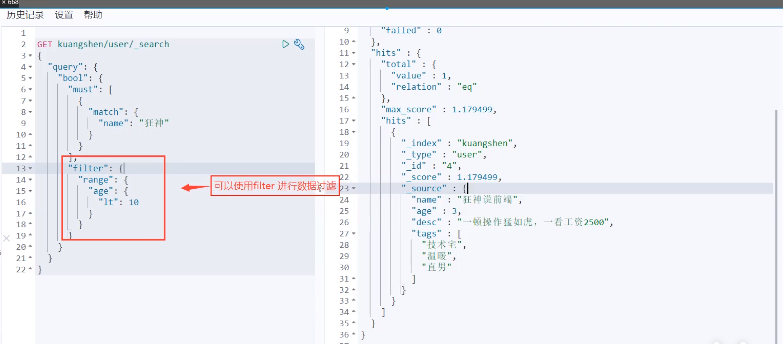 × 668
历史记录 设置 帮助
1
2 GET kuangshen/user/_search
3 {
4 "query": {
5 "bool": {
6 "must": [
7 {
8 "match": {
9 "name": "狂神"
10 }
11 }
12 ],
13 "filter": {
14 "range": {
15 "age": {
16 "lt": 10
17 }
18 }
19 }
20 }
21 }
22 }
可以使用filter 进行数据过滤
9 "failed" : 0
10 },
11 "hits" : {
12 "total" : {
13 "value" : 1,
14 "relation" : "eq"
15 },
16 "max_score" : 1.179499,
17 "hits" : [
18 {
19 "_index" : "kuangshen",
20 "_type" : "user",
21 "_id" : "4",
22 "_score" : 1.179499,
23 "_source" : {
24 "name" : "狂神说前端",
25 "age" : 3,
26 "desc" : "一顿操作猛如虎，一看工资2500",
27 "tags" : [
28 "技术宅",
29 "温暖",
30 "直男"
31 ]
32 }
33 }
34 ]
35 }
36 }